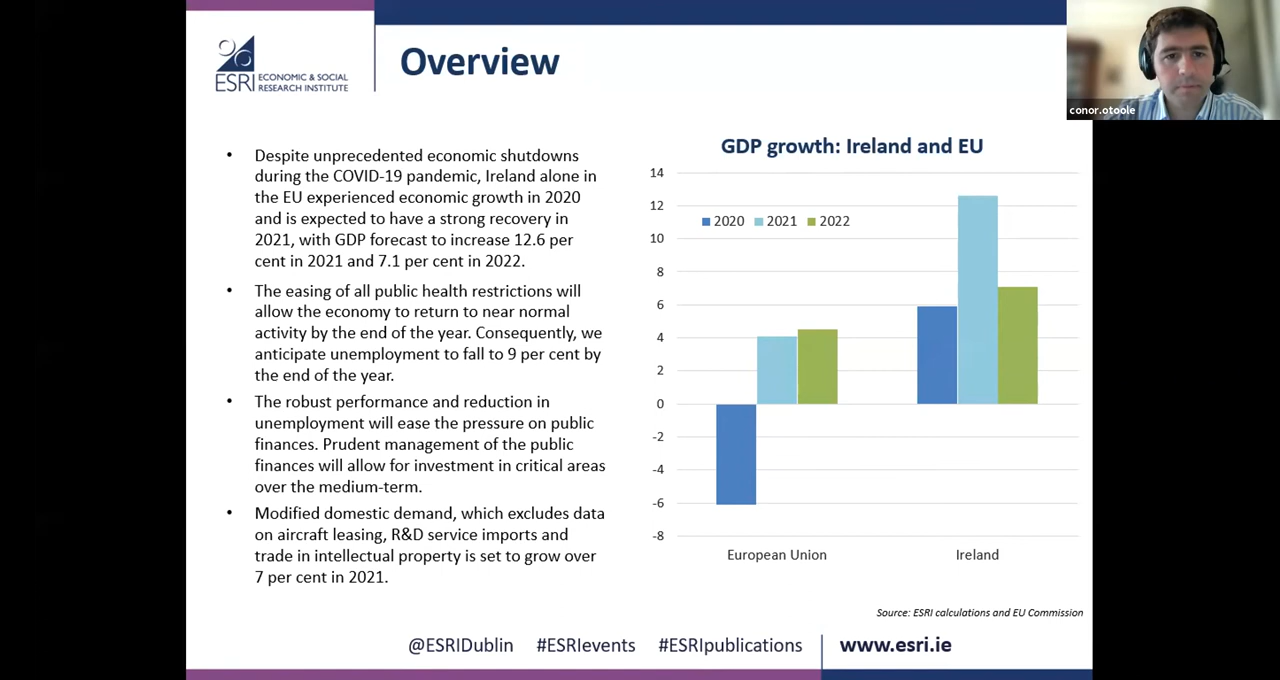 ESRI ECONOMIC & SOCIAL
RESEARCH INSTITUTE
Overview
conor.otoole
• Despite unprecedented economic shutdowns
during the COVID-19 pandemic, Ireland alone in
the EU experienced economic growth in 2020
and is expected to have a strong recovery in
2021, with GDP forecast to increase 12.6 per
cent in 2021 and 7.1 per cent in 2022.
• The easing of all public health restrictions will
allow the economy to return to near normal
activity by the end of the year. Consequently, we
anticipate unemployment to fall to 9 per cent by
the end of the year.
• The robust performance and reduction in
unemployment will ease the pressure on public
finances. Prudent management of the public
finances will allow for investment in critical areas
over the medium-term.
• Modified domestic demand, which excludes data
on aircraft leasing, R&D service imports and
trade in intellectual property is set to grow over
7 per cent in 2021.
GDP growth: Ireland and EU
14
12
2020 2021 2022
10
8
6
4
2
0
-2
-4
-6
-8
European Union Ireland
Source: ESRI calculations and EU Commission
@ESRIDublin #ESRIevents #ESRIpublications www.esri.ie